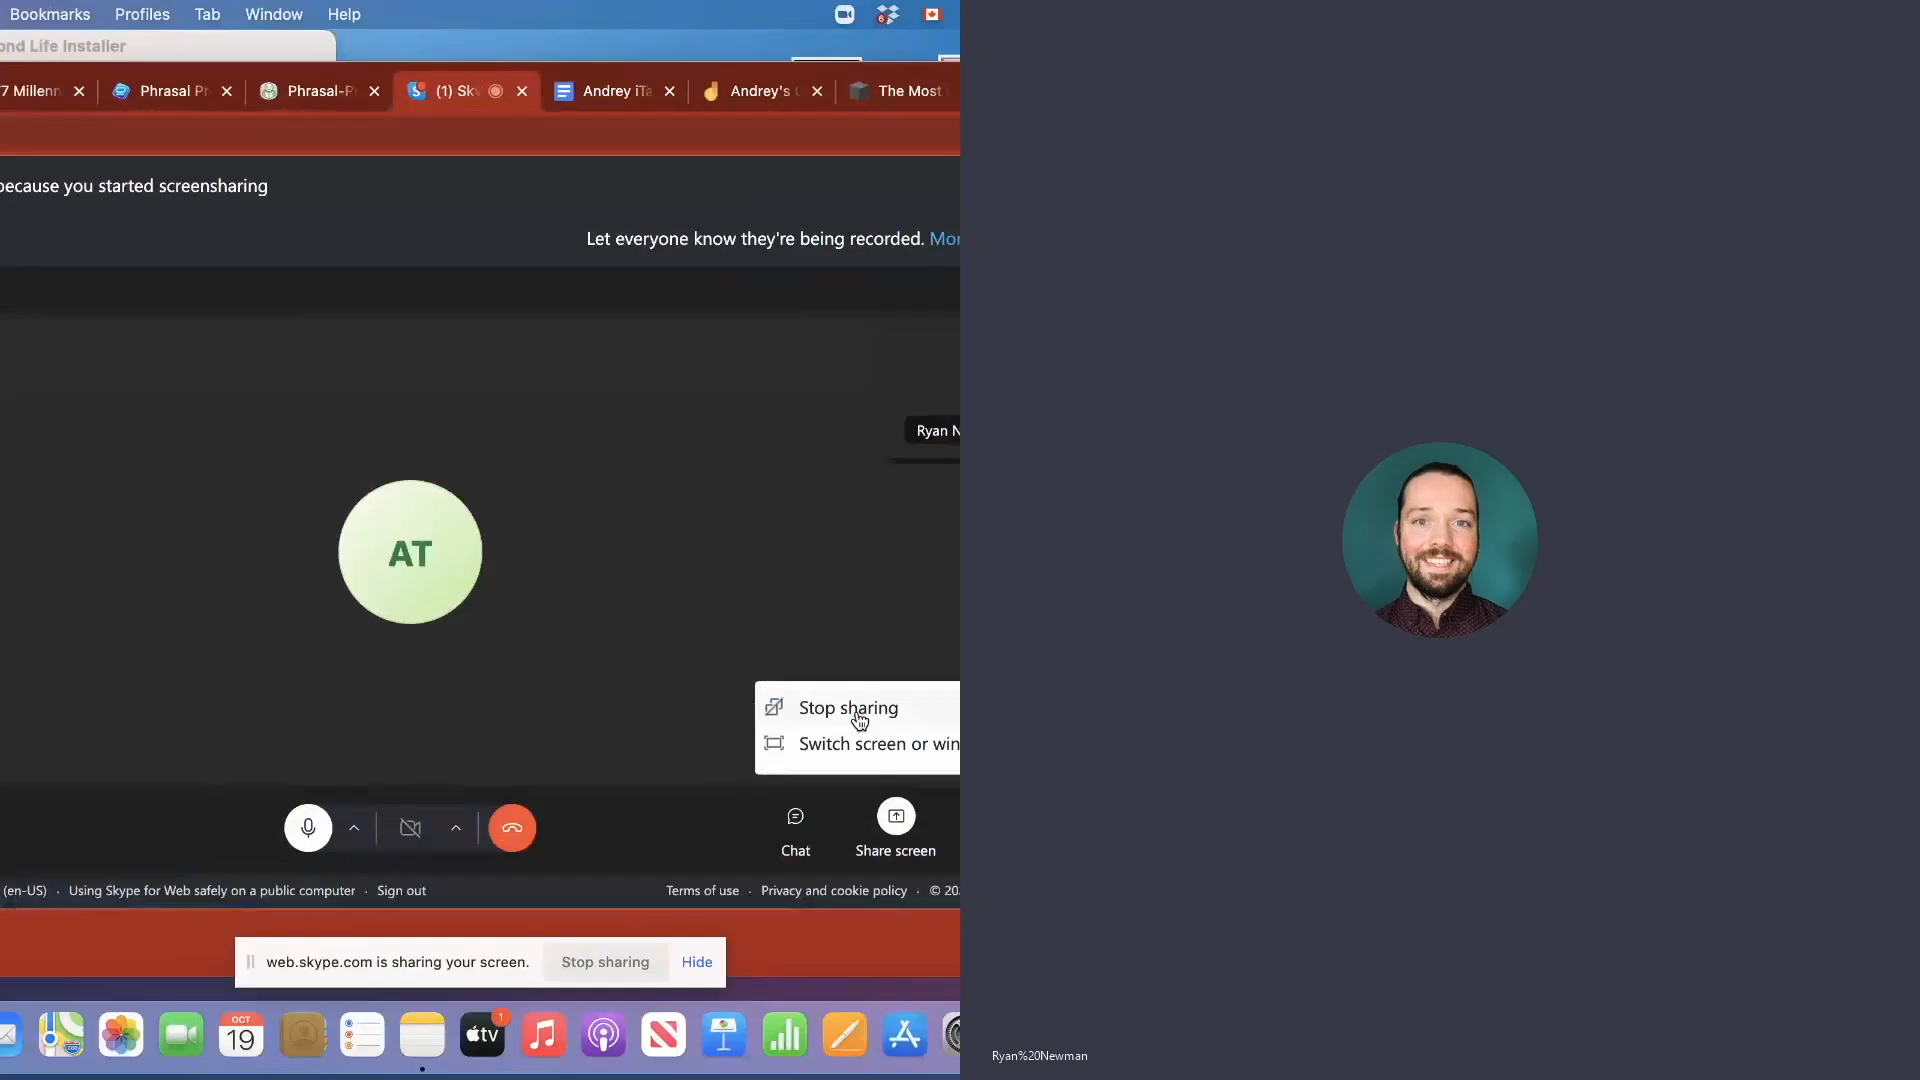 Bookmarks Profiles Tab Window Help
6
ond Life Installer
7 Millenn
Phrasal Pr
Phrasal-P
(1) Sky
Andrey iTa
Andrey's
The Most
because you started screensharing
Let everyone know they're being recorded. Mor
Ryan N
AT
Stop sharing
Switch screen or win
Chat
Share screen
(en-US) · Using Skype for Web safely on a public computer · Sign out
Terms of use · Privacy and cookie policy · © 20
web.skype.com is sharing your screen. Stop sharing Hide
OCT
19
tv
1
280
Ryan%20Newman